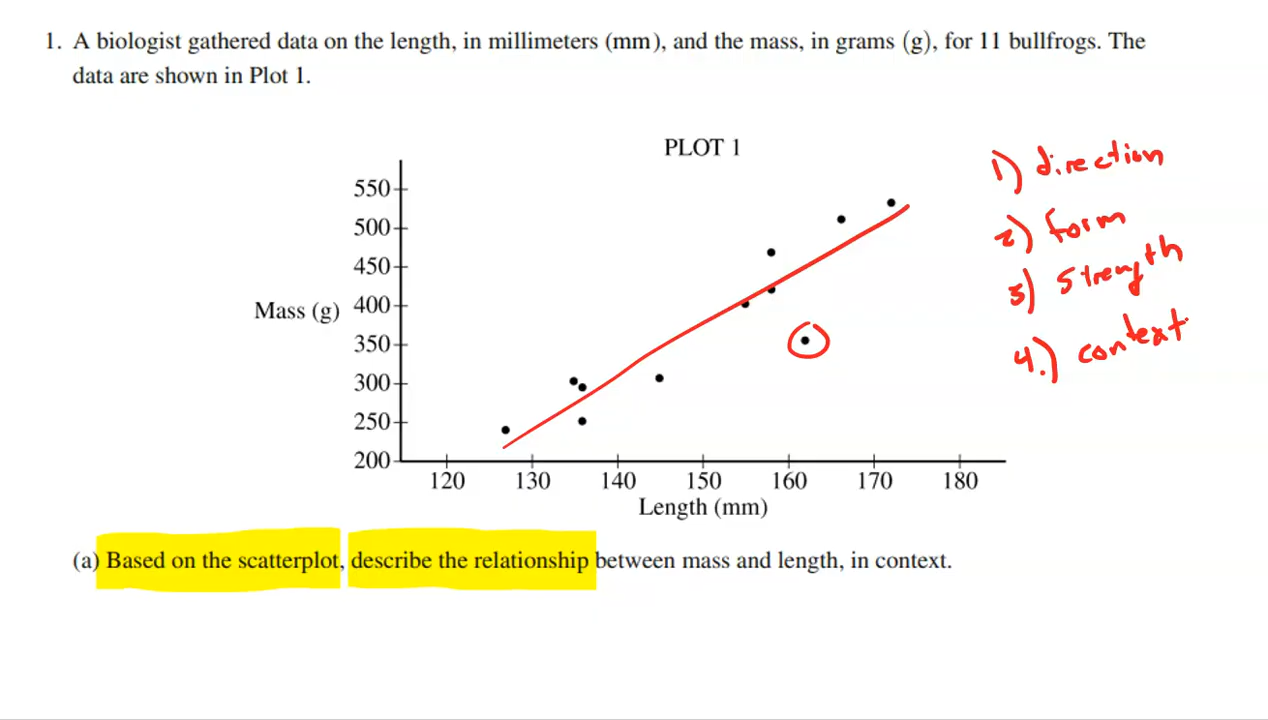 1. A biologist gathered data on the length, in millimeters (mm), and the mass, in grams (g), for 11 bullfrogs. The
data are shown in Plot 1.
PLOT 1
550
500
450
400
350
300
250
200
Mass (g)
120 130 140 150 160 170 180
Length (mm)
1) direction
2) form
3) strength
4.) context
(a) Based on the scatterplot, describe the relationship between mass and length, in context.